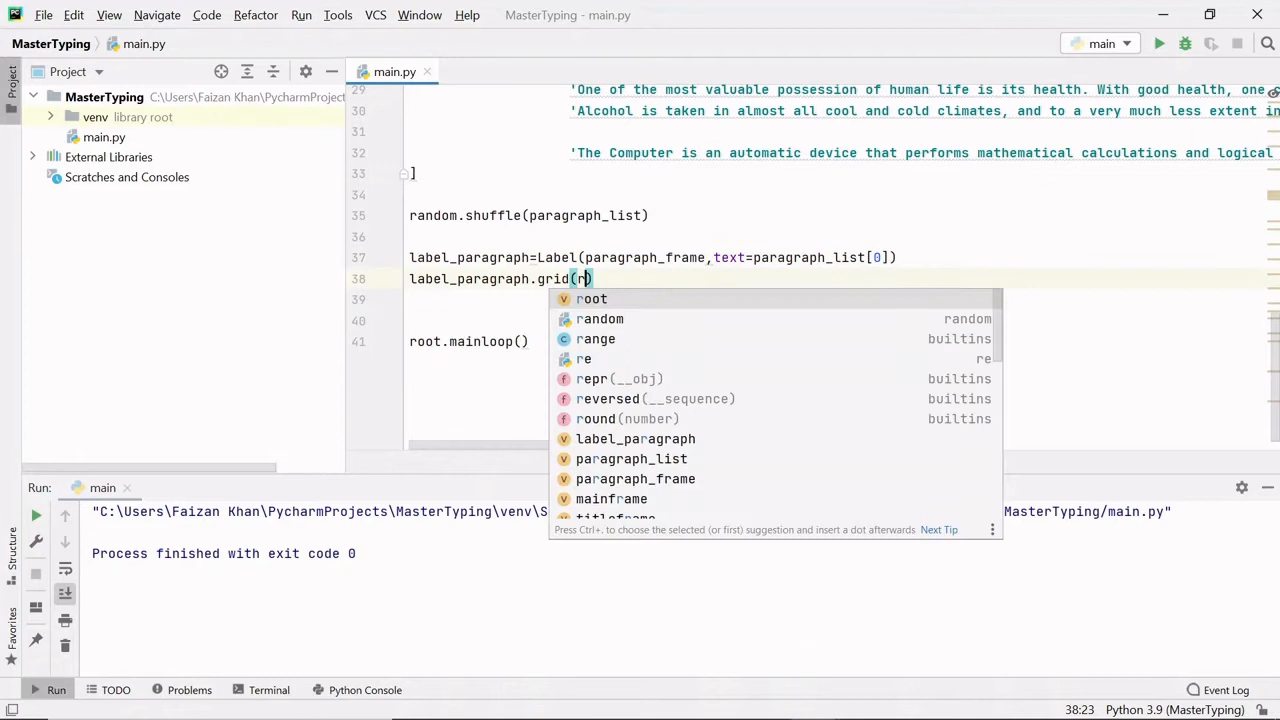 File Edit View Navigate Code Refactor Run Tools VCS Window Help MasterTyping - main.py
MasterTyping main.py main
Project
Project
main.py
MasterTyping C:\Users\Faizan Khan\PycharmProject
venv library root
main.py
External Libraries
Scratches and Consoles
29 'One of the most valuable possession of human life is its health. With good health, one
30 'Alcohol is taken in almost all cool and cold climates, and to a very much less extent in
31
32 'The Computer is an automatic device that performs mathematical calculations and logical
33 ]
34
35 random.shuffle(paragraph_list)
36
37 label_paragraph=Label(paragraph_frame,text=paragraph_list[0])
38 label_paragraph.grid(r)
39
40
41 root.mainloop()
root
random random
range builtins
re re
repr(__obj) builtins
reversed(__sequence) builtins
round(number) builtins
label_paragraph
paragraph_list
paragraph_frame
mainframe
titleframe
Press Ctrl+. to choose the selected (or first) suggestion and insert a dot afterwards Next Tip
Run: main
"C:\Users\Faizan Khan\PycharmProjects\MasterTyping\venv\S MasterTyping/main.py"
Process finished with exit code 0
Structure
Favorites
Run TODO Problems Terminal Python Console Event Log
38:23 Python 3.9 (MasterTyping)